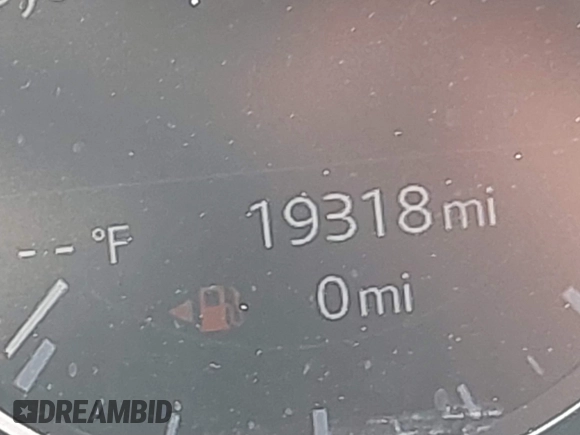 19318 mi
-- °F
0 mi
DREAMBID